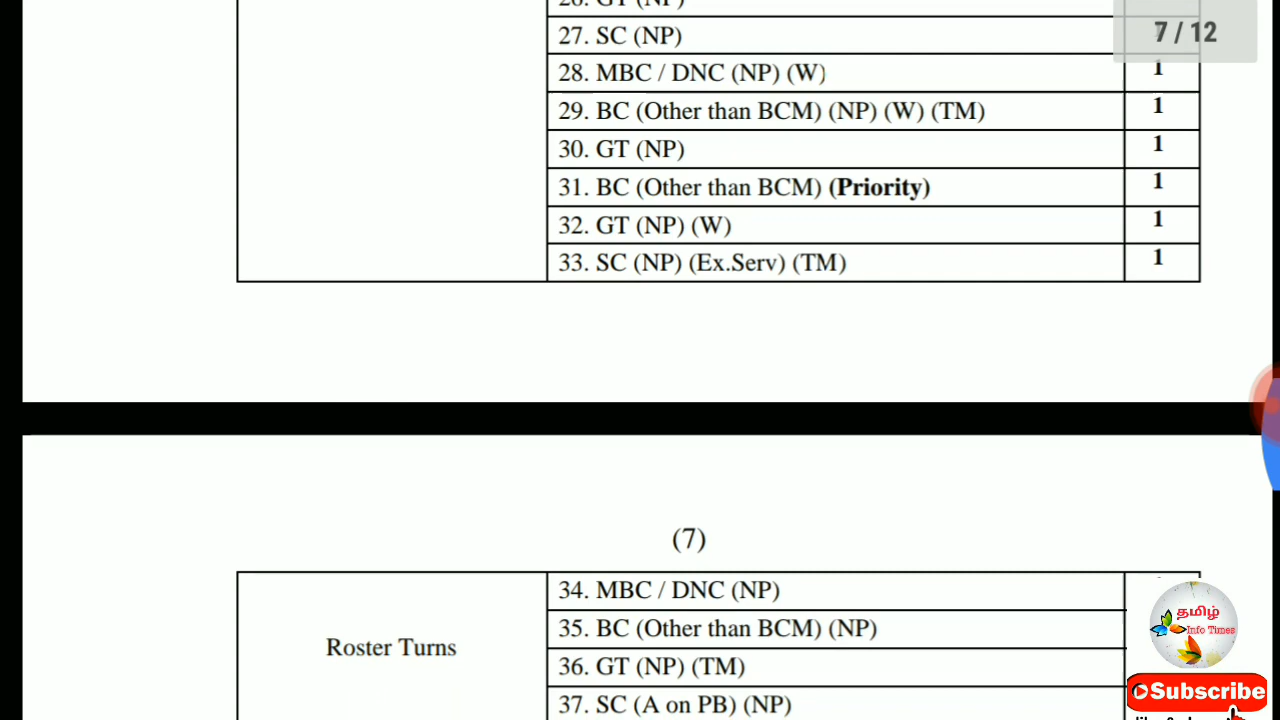 26. GT (NP)
7 / 12
27. SC (NP)
28. MBC / DNC (NP) (W) 1
29. BC (Other than BCM) (NP) (W) (TM) 1
30. GT (NP) 1
31. BC (Other than BCM) (Priority) 1
32. GT (NP) (W) 1
33. SC (NP) (Ex.Serv) (TM) 1
(7)
Roster Turns
34. MBC / DNC (NP)
35. BC (Other than BCM) (NP)
36. GT (NP) (TM)
37. SC (A on PB) (NP)
தமிழ்
Info Times
Subscribe